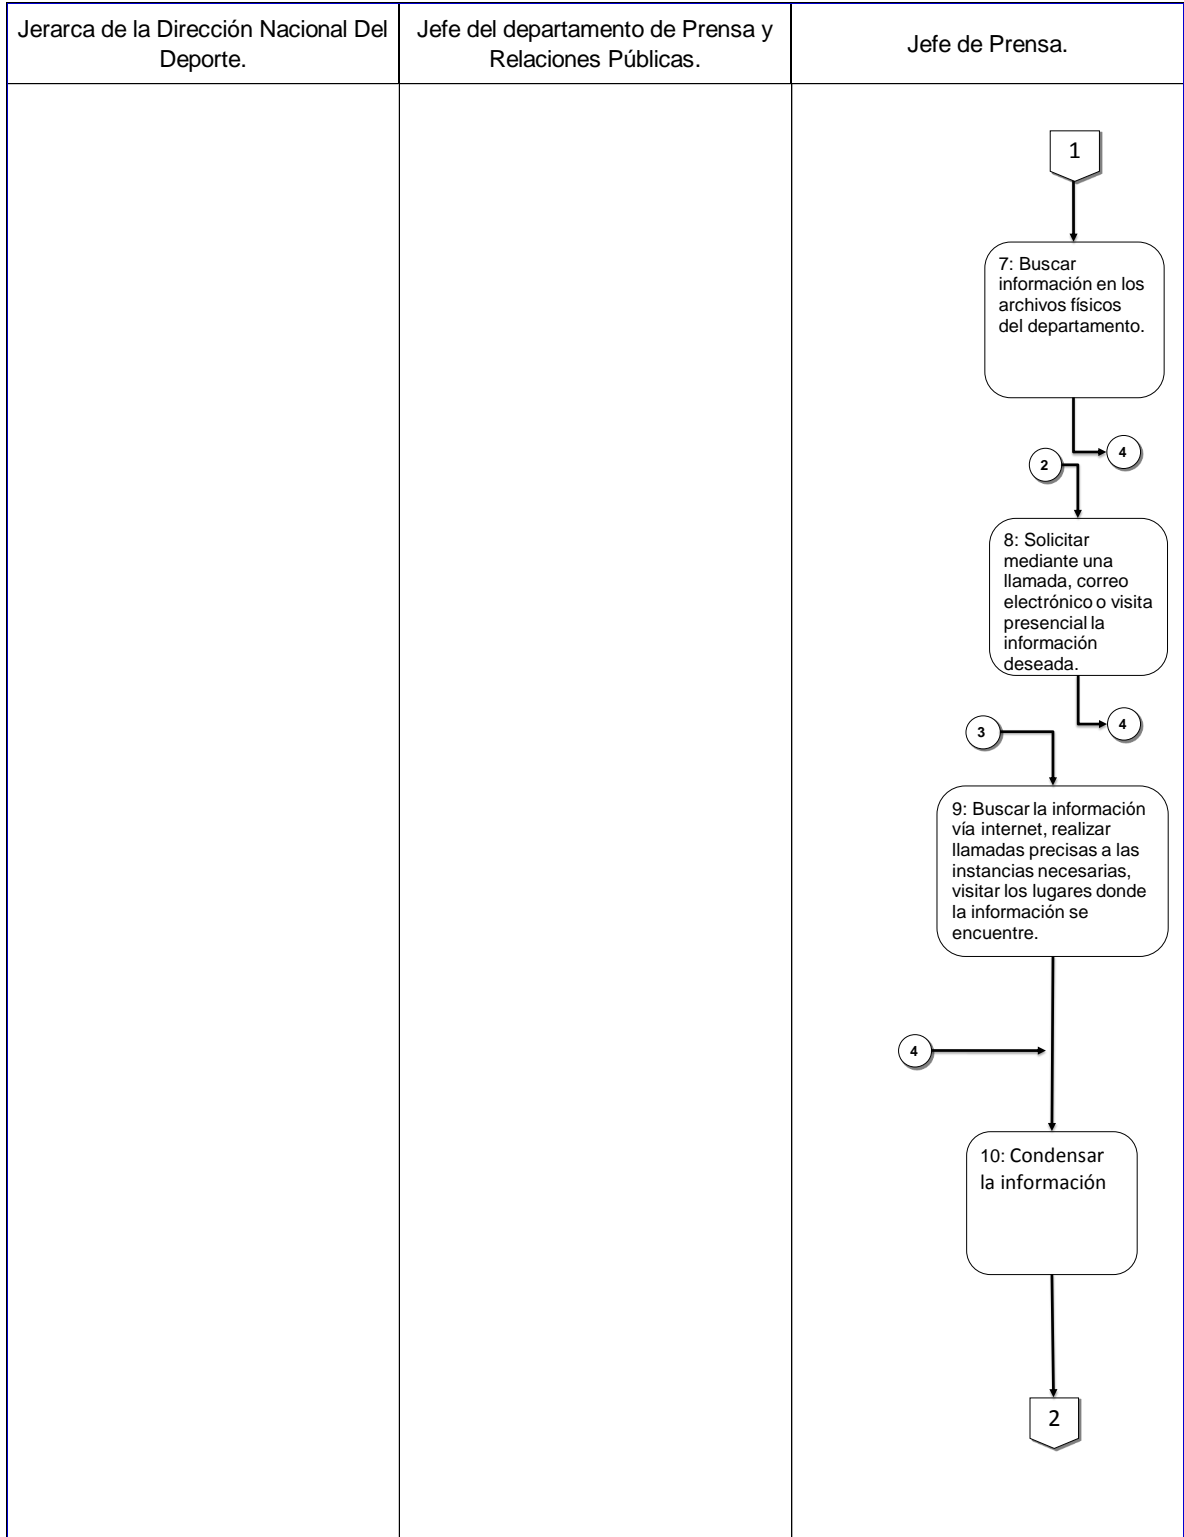 Jerarca de la Dirección Nacional Del
Deporte.
Jefe del departamento de Prensa y
Relaciones Públicas.
Jefe de Prensa.
1
7: Buscar
información en los
archivos físicos
del departamento.
4
2
8: Solicitar
mediante una
llamada, correo
electrónico o visita
presencial la
información
deseada.
4
3
9: Buscar la información
vía internet, realizar
llamadas precisas a las
instancias necesarias,
visitar los lugares donde
la información se
encuentre.
4
10: Condensar
la información
2